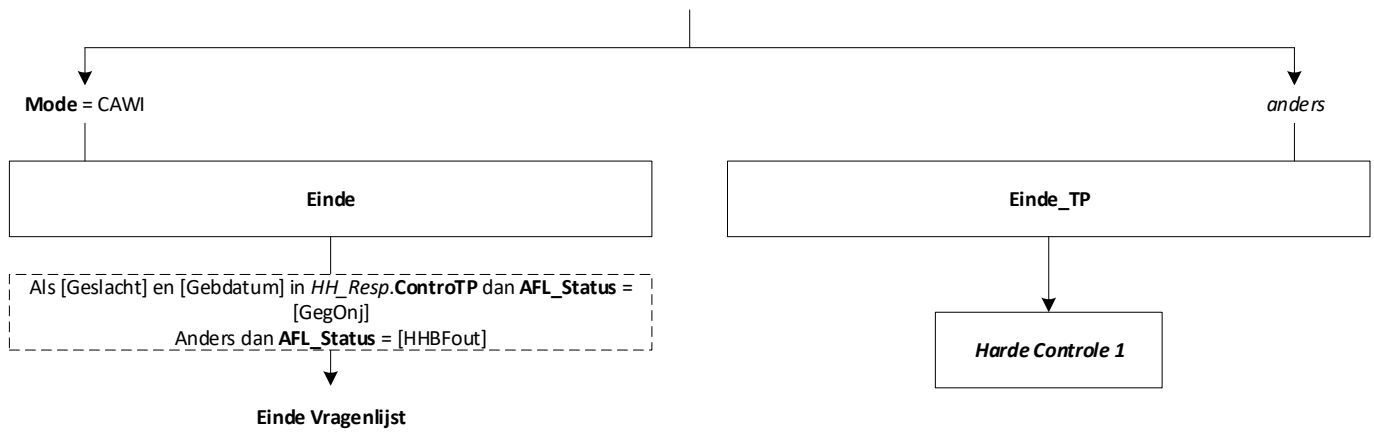 Mode = CAWI
anders
Einde
Einde_TP
Als [Geslacht] en [Gebdatum] in HH_Resp.ControTP dan AFL_Status =
[GegOnj]
Anders dan AFL_Status = [HHBFout]
Harde Controle 1
Einde Vragenlijst